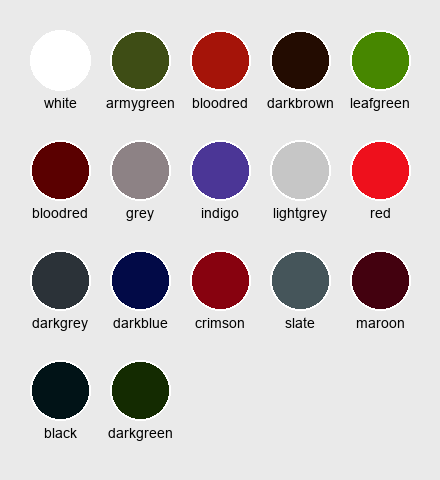 white armygreen bloodred darkbrown leafgreen
bloodred grey indigo lightgrey red
darkgrey darkblue crimson slate maroon
black darkgreen